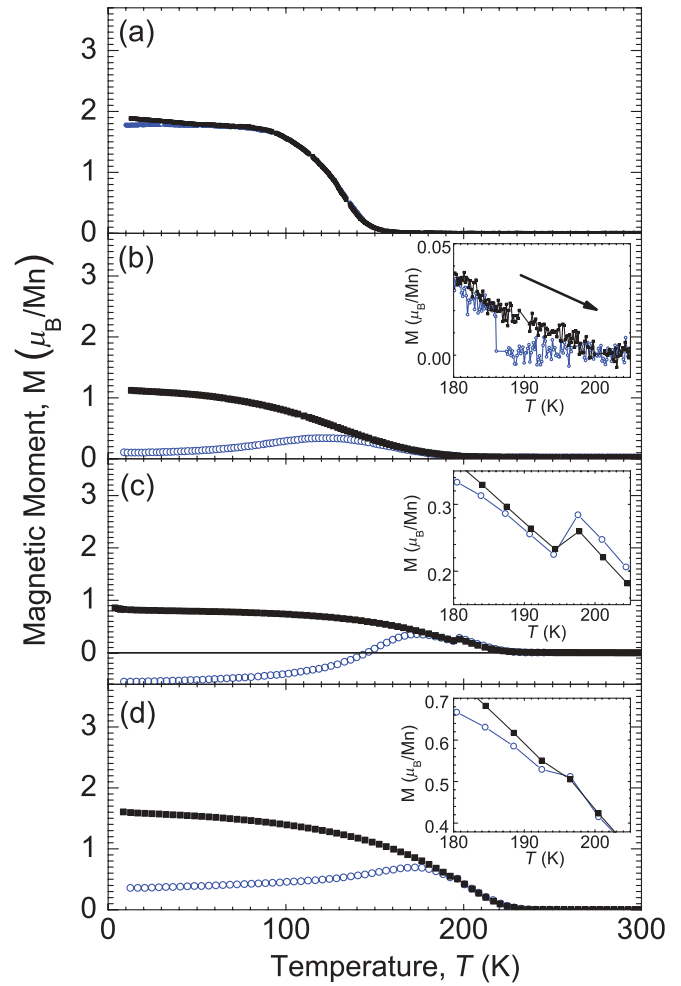 (a)
3
2
1
0
(b)
3
2
1
0
0.05
0.00
M (μB/Mn)
180 190 200
T (K)
(c)
3
2
1
0
0.3
0.2
M (μB/Mn)
180 190 200
T (K)
(d)
3
2
1
0
0.7
0.6
0.5
0.4
M (μB/Mn)
180 190 200
T (K)
0 100 200 300
Temperature, T (K)
Magnetic Moment, M (μB/Mn)